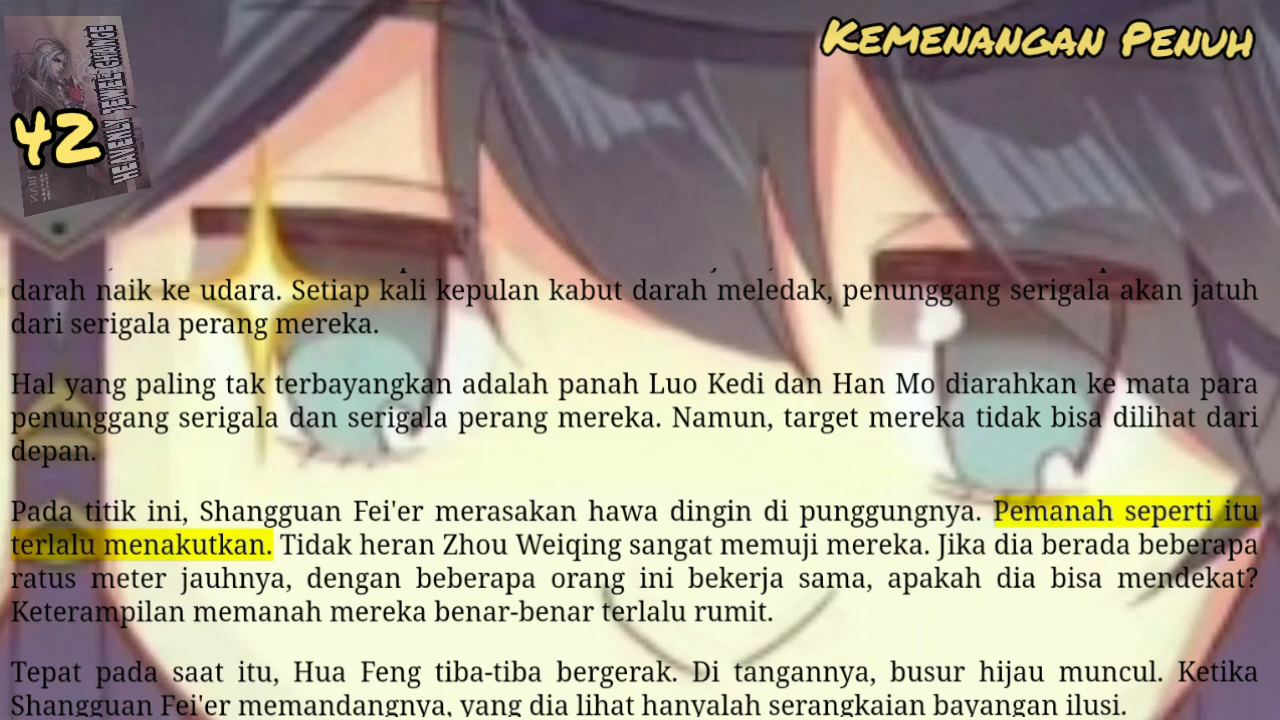 HEAVENLY JEWEL CHANGE
42
Kemenangan Penuh
darah naik ke udara. Setiap kali kepulan kabut darah meledak, penunggang serigala akan jatuh
dari serigala perang mereka.
Hal yang paling tak terbayangkan adalah panah Luo Kedi dan Han Mo diarahkan ke mata para
penunggang serigala dan serigala perang mereka. Namun, target mereka tidak bisa dilihat dari
depan.
Pada titik ini, Shangguan Fei'er merasakan hawa dingin di punggungnya. Pemanah seperti itu
terlalu menakutkan. Tidak heran Zhou Weiqing sangat memuji mereka. Jika dia berada beberapa
ratus meter jauhnya, dengan beberapa orang ini bekerja sama, apakah dia bisa mendekat?
Keterampilan memanah mereka benar-benar terlalu rumit.
Tepat pada saat itu, Hua Feng tiba-tiba bergerak. Di tangannya, busur hijau muncul. Ketika
Shangguan Fei'er memandangnya, yang dia lihat hanyalah serangkaian bayangan ilusi.